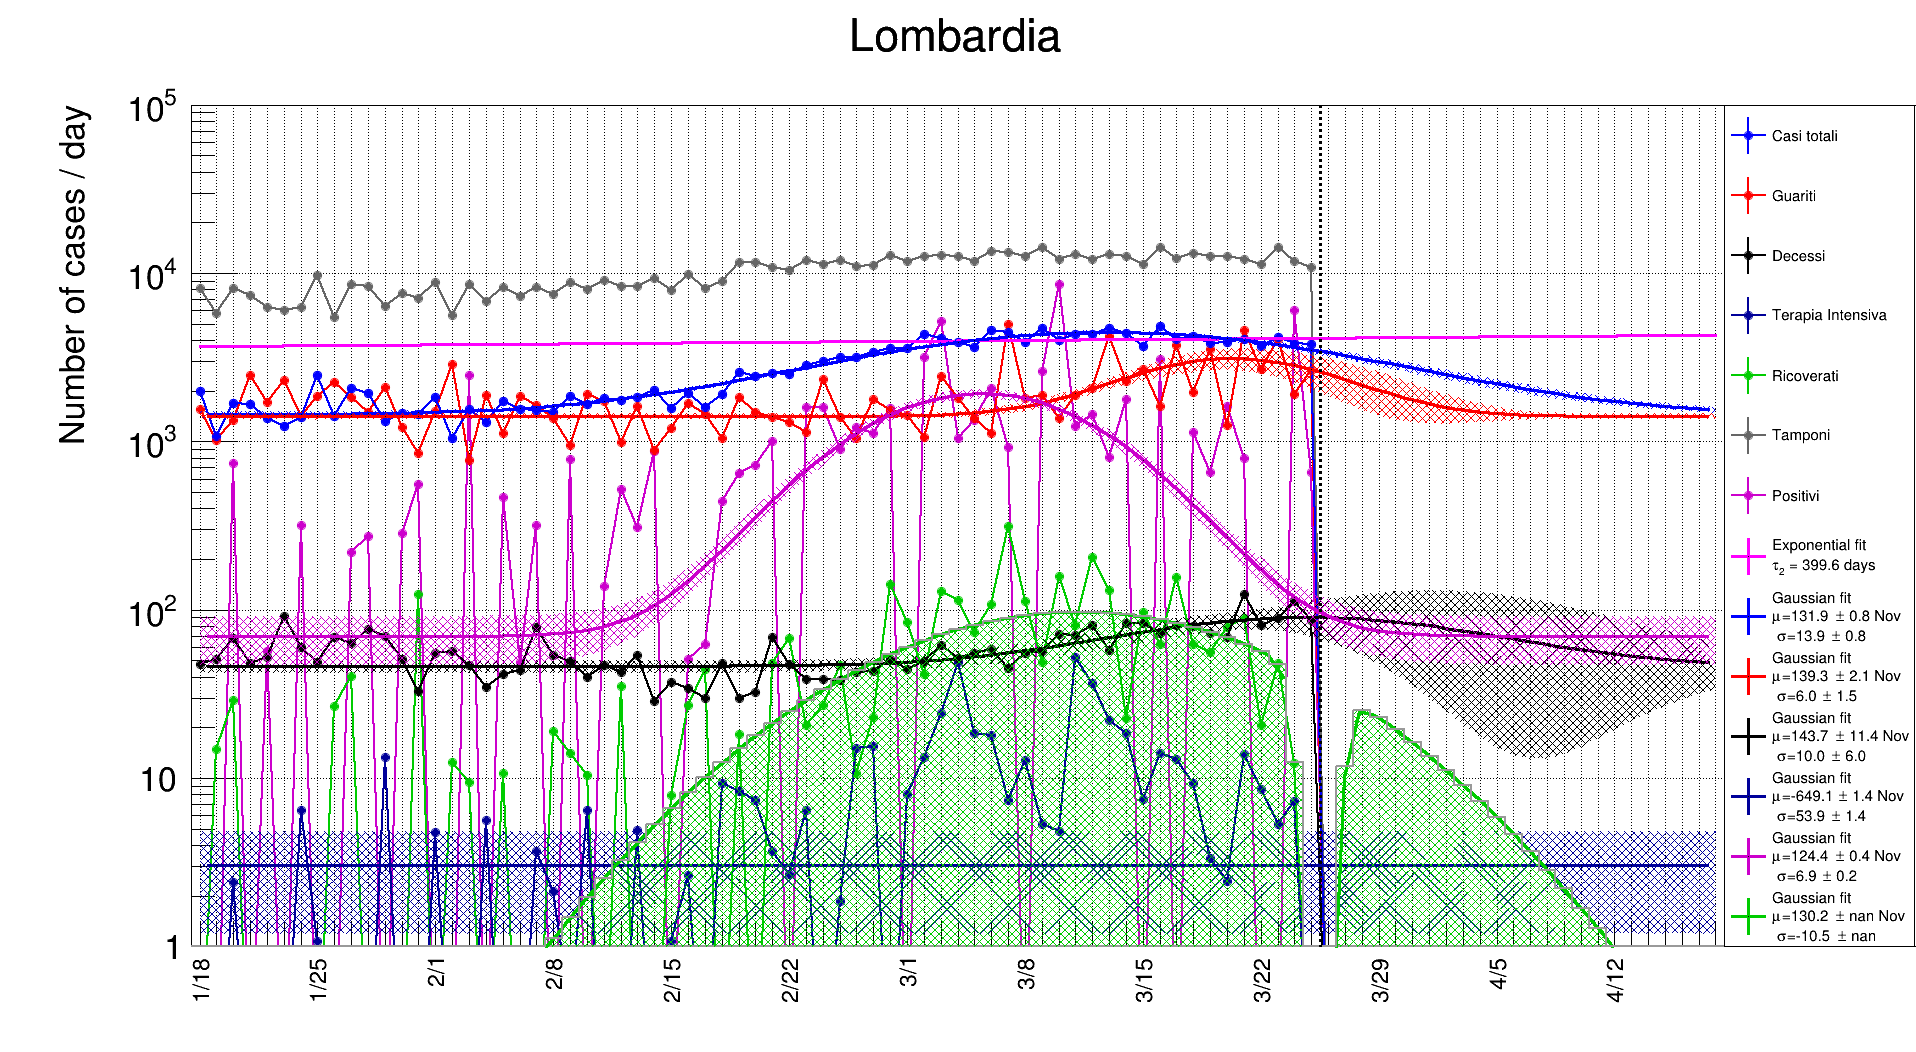 Lombardia
Number of cases / day
10^5
10^4
10^3
10^2
10
1
1/18
1/25
2/1
2/8
2/15
2/22
3/1
3/8
3/15
3/22
3/29
4/5
4/12
Casi totali
Guariti
Decessi
Terapia Intensiva
Ricoverati
Tamponi
Positivi
Exponential fit
τ₂ = 399.6 days
Gaussian fit
μ=131.9 ± 0.8 Nov
σ=13.9 ± 0.8
Gaussian fit
μ=139.3 ± 2.1 Nov
σ=6.0 ± 1.5
Gaussian fit
μ=143.7 ± 11.4 Nov
σ=10.0 ± 6.0
Gaussian fit
μ=-649.1 ± 1.4 Nov
σ=53.9 ± 1.4
Gaussian fit
μ=124.4 ± 0.4 Nov
σ=6.9 ± 0.2
Gaussian fit
μ=130.2 ± nan Nov
σ=-10.5 ± nan